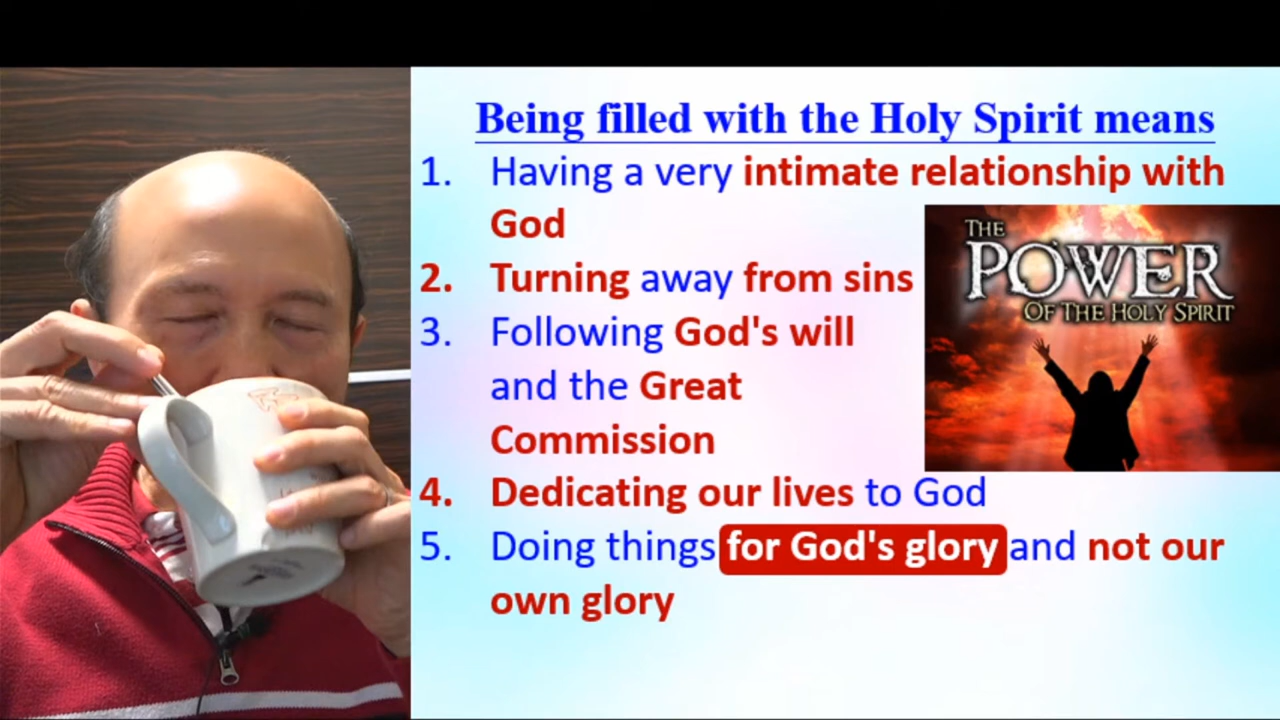 Being filled with the Holy Spirit means
1. Having a very intimate relationship with
God
2. Turning away from sins
3. Following God's will
and the Great
Commission
4. Dedicating our lives to God
5. Doing things for God's glory and not our
own glory
THE
POWER
OF THE HOLY SPIRIT